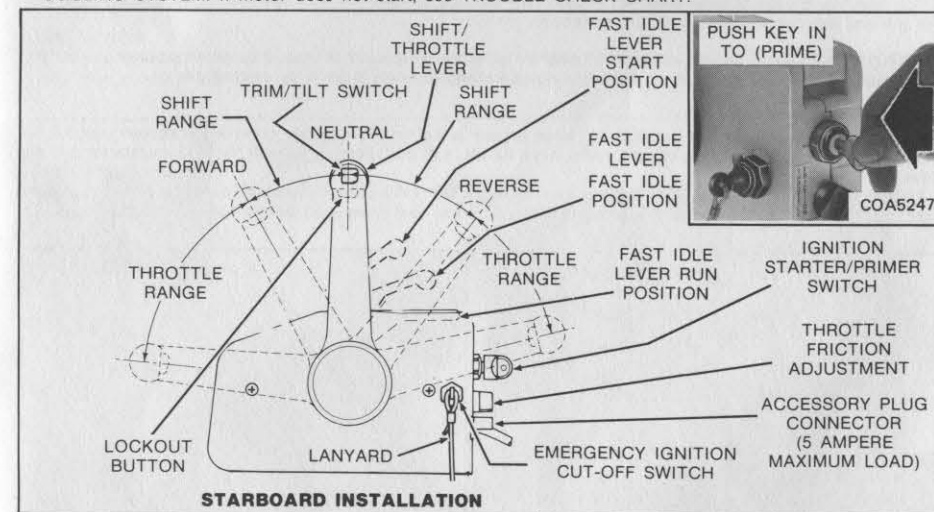 SYSTEM. If motor does not start, see TROUBLE CHECK CHART.
SHIFT/
THROTTLE
LEVER
FAST IDLE
LEVER
START
POSITION
PUSH KEY IN
TO (PRIME)
TRIM/TILT SWITCH
SHIFT
RANGE
NEUTRAL
SHIFT
RANGE
FORWARD
FAST IDLE
LEVER
FAST IDLE
POSITION
REVERSE
COA5247
THROTTLE
RANGE
THROTTLE
RANGE
FAST IDLE
LEVER RUN
POSITION
IGNITION
STARTER/PRIMER
SWITCH
THROTTLE
FRICTION
ADJUSTMENT
ACCESSORY PLUG
CONNECTOR
(5 AMPERE
MAXIMUM LOAD)
LOCKOUT
BUTTON
LANYARD
EMERGENCY IGNITION
CUT-OFF SWITCH
STARBOARD INSTALLATION